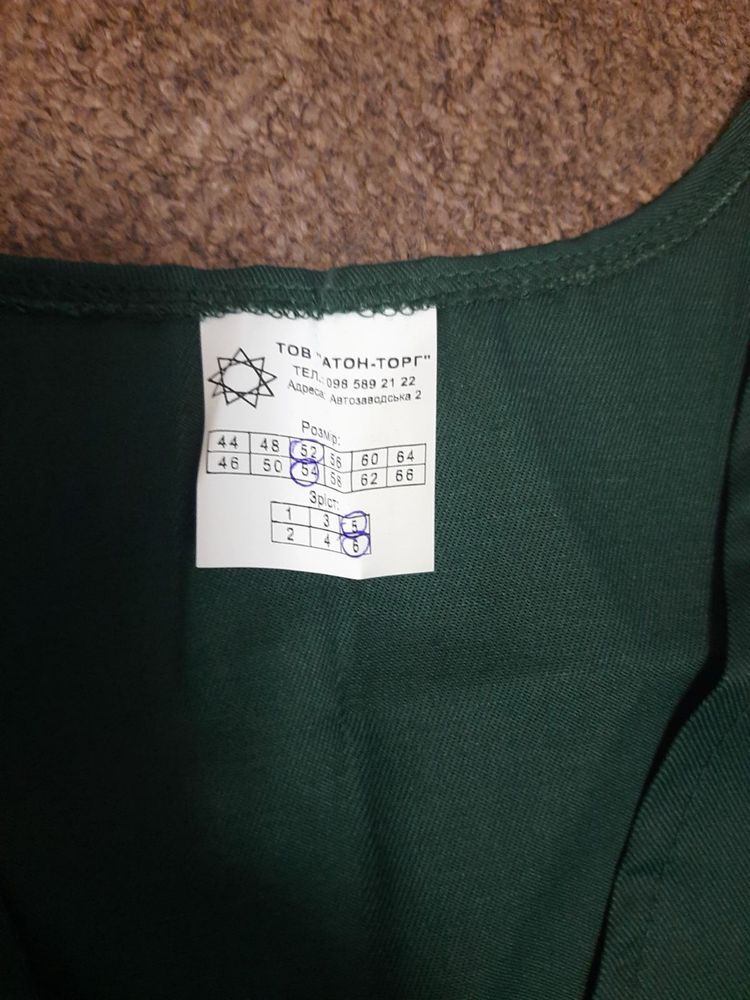 ТОВ "АТОН-ТОРГ"
ТЕЛ.: 098 589 21 22
Адреса: Автозаводська 2
Розмір:
44 48 52 56 60 64
46 50 54 58 62 66
Зріст:
1 3 5
2 4 6